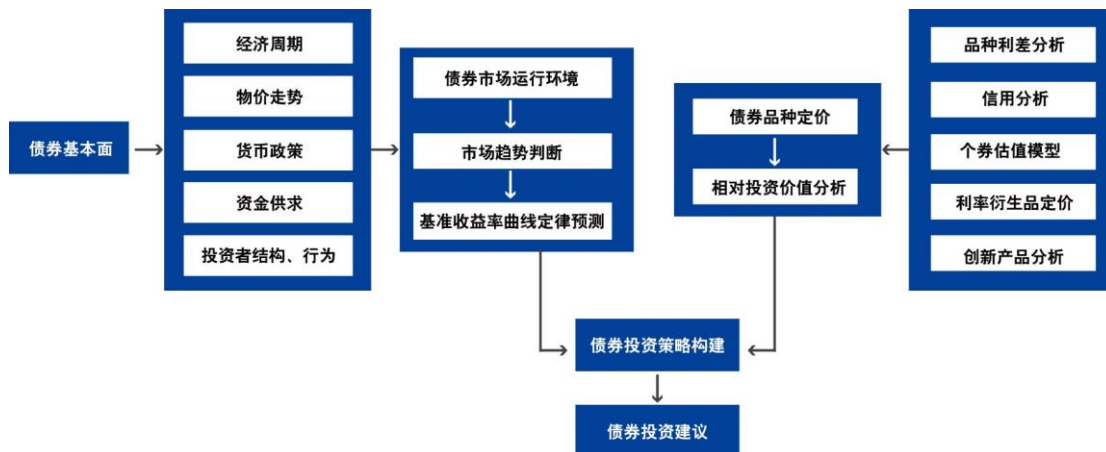 债券基本面
经济周期
物价走势
货币政策
资金供求
投资者结构、行为
债券市场运行环境
市场趋势判断
基准收益率曲线定律预测
债券品种定价
相对投资价值分析
品种利差分析
信用分析
个券估值模型
利率衍生品定价
创新产品分析
债券投资策略构建
债券投资建议